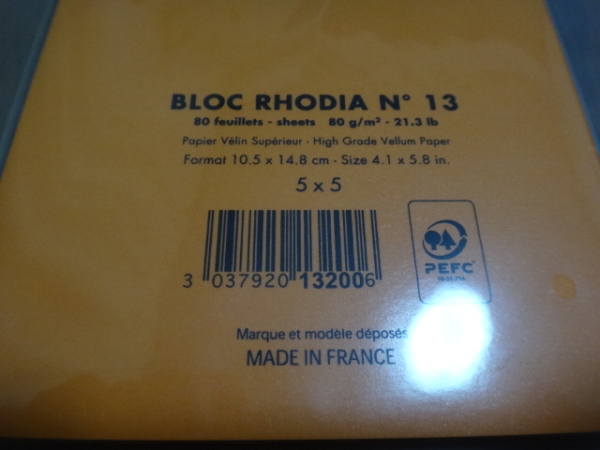 BLOC RHODIA N° 13
80 feuillets - sheets 80 g/m² - 21.3 lb
Papier Vélin Supérieur - High Grade Vellum Paper
Format 10.5 x 14.8 cm - Size 4.1 x 5.8 in.
5 x 5
3 037920 132006
PEFC
Marque et modèle déposés
MADE IN FRANCE